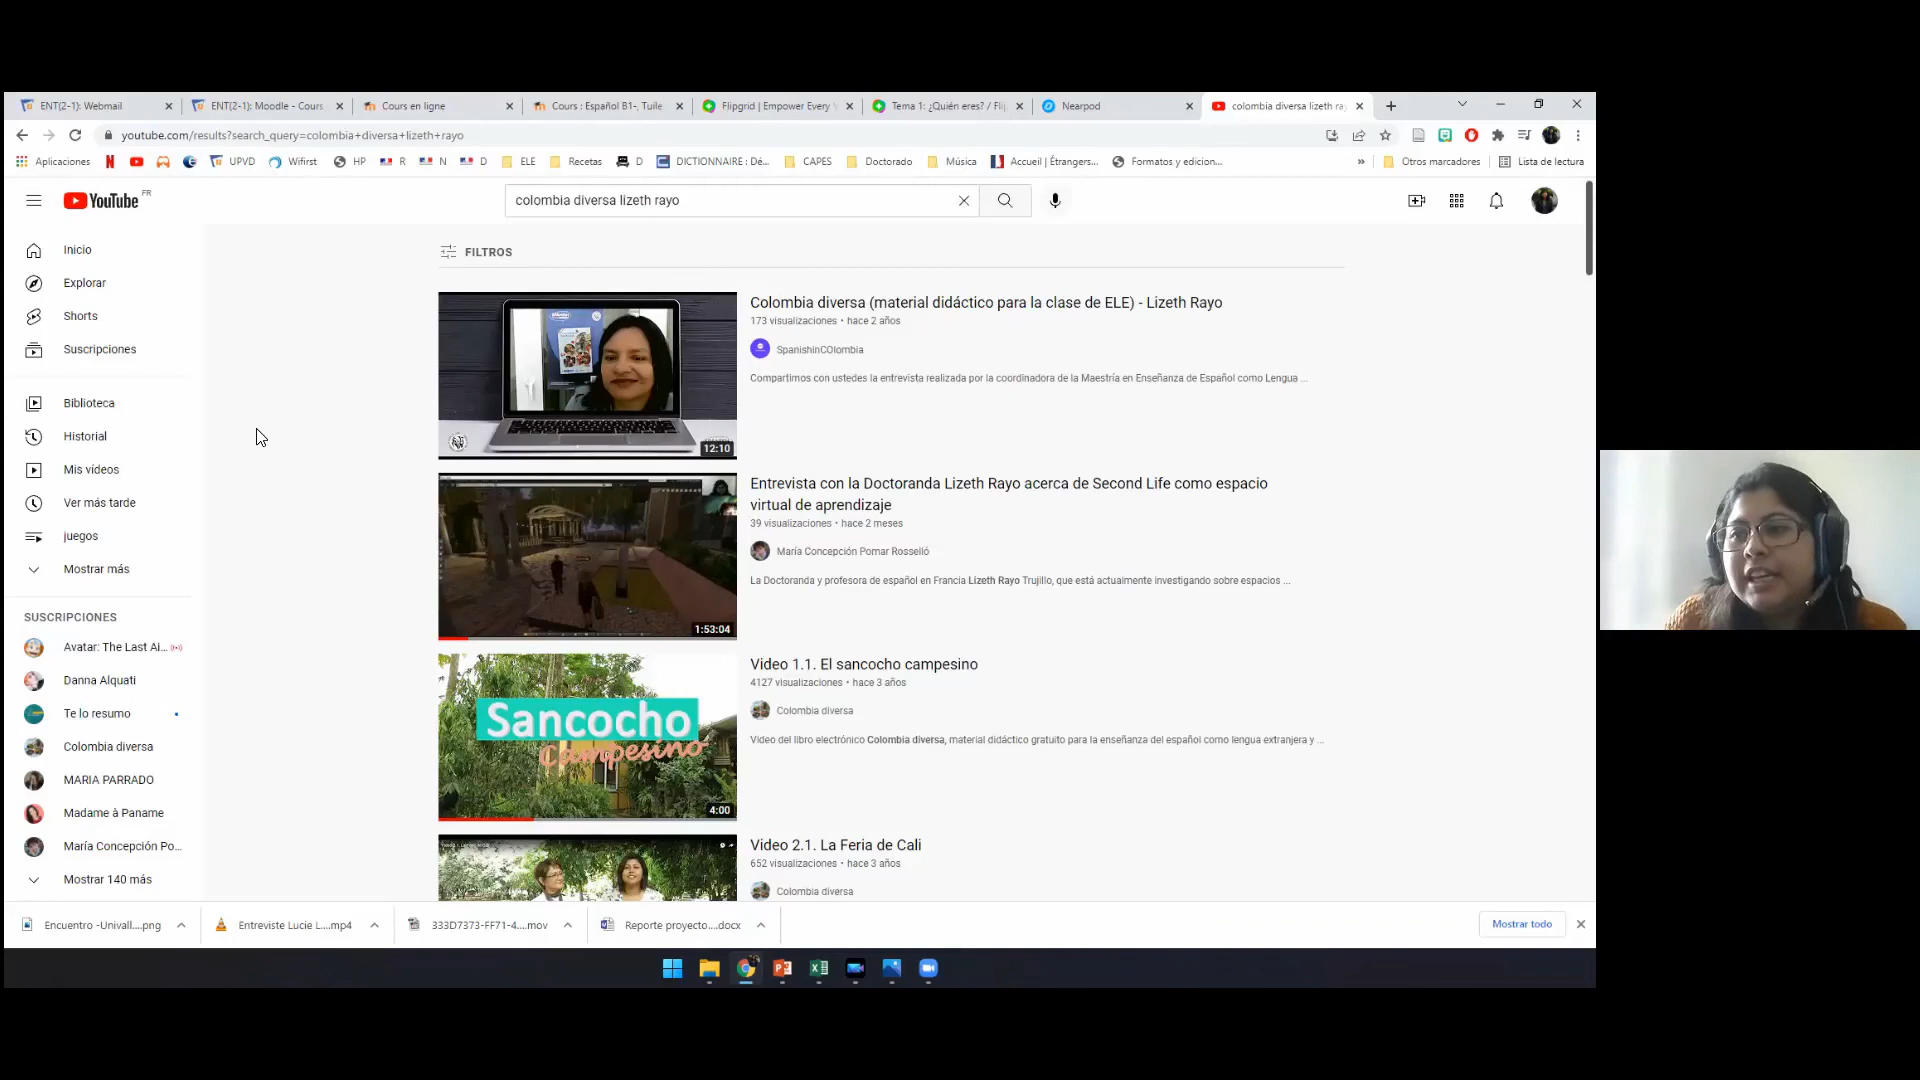 ENT(2-1): Webmail
ENT(2-1): Moodle - Cours
Cours en ligne
Cours : Español B1-, Tuile
Flipgrid | Empower Every
Tema 1: ¿Quién eres? / Fli
Nearpod
colombia diversa lizeth ra
youtube.com/results?search_query=colombia+diversa+lizeth+rayo
Aplicaciones
UPVD
Wifirst
HP
R
N
D
ELE
Recetas
D
DICTIONNAIRE : Dé...
CAPES
Doctorado
Música
Accueil | Étrangers...
Formatos y edicion...
»
Otros marcadores
Lista de lectura
YouTube FR
colombia diversa lizeth rayo
Inicio
Explorar
Shorts
Suscripciones
Biblioteca
Historial
Mis vídeos
Ver más tarde
juegos
Mostrar más
SUSCRIPCIONES
Avatar: The Last Ai...
Danna Alquati
Te lo resumo
Colombia diversa
MARIA PARRADO
Madame à Paname
María Concepción Po...
Mostrar 140 más
FILTROS
12:10
Colombia diversa (material didáctico para la clase de ELE) - Lizeth Rayo
173 visualizaciones • hace 2 años
SpanishinCOlombia
Compartimos con ustedes la entrevista realizada por la coordinadora de la Maestría en Enseñanza de Español como Lengua ...
1:53:04
Entrevista con la Doctoranda Lizeth Rayo acerca de Second Life como espacio
virtual de aprendizaje
39 visualizaciones • hace 2 meses
María Concepción Pomar Rosselló
La Doctoranda y profesora de español en Francia Lizeth Rayo Trujillo, que está actualmente investigando sobre espacios ...
Sancocho
Campesino
4:00
Video 1.1. El sancocho campesino
4127 visualizaciones • hace 3 años
Colombia diversa
Video del libro electrónico Colombia diversa, material didáctico gratuito para la enseñanza del español como lengua extranjera y ...
Video 2.1. La Feria de Cali
652 visualizaciones • hace 3 años
Colombia diversa
Encuentro -Univall....png
Entreviste Lucie L....mp4
333D7373-FF71-4....mov
Reporte proyecto....docx
Mostrar todo